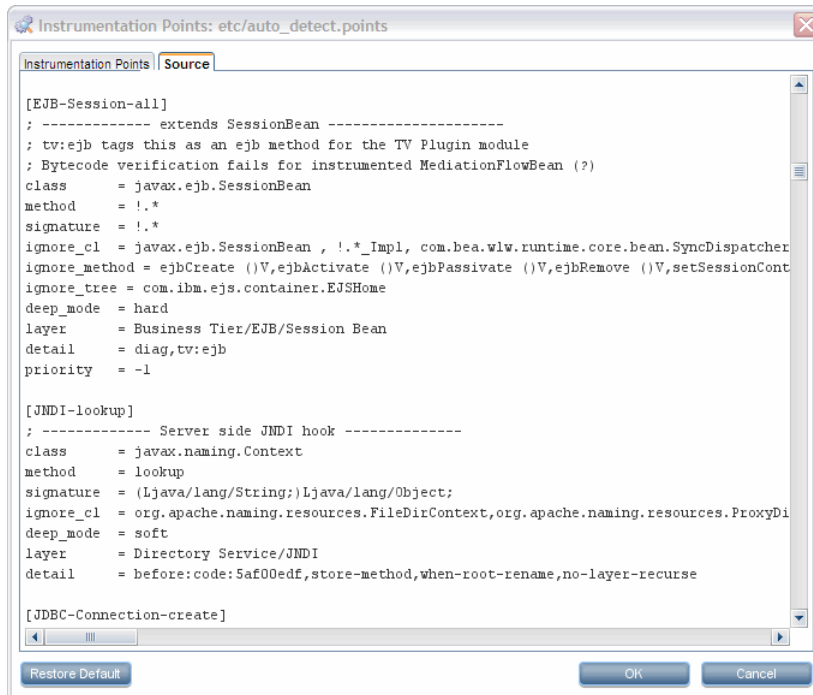 Instrumentation Points: etc/auto_detect.points
Instrumentation Points Source
[EJB-Session-all]
; ------------- extends SessionBean ---------------------
; tv:ejb tags this as an ejb method for the TV Plugin module
; Bytecode verification fails for instrumented MediationFlowBean (?)
class = javax.ejb.SessionBean
method = !.*
signature = !.*
ignore_cl = javax.ejb.SessionBean , !.*_Impl, com.bea.wlw.runtime.core.bean.SyncDispatcher
ignore_method = ejbCreate ()V,ejbActivate ()V,ejbPassivate ()V,ejbRemove ()V,setSessionCont
ignore_tree = com.ibm.ejs.container.EJSHome
deep_mode = hard
layer = Business Tier/EJB/Session Bean
detail = diag,tv:ejb
priority = -1
[JNDI-lookup]
; ------------- Server side JNDI hook --------------
class = javax.naming.Context
method = lookup
signature = (Ljava/lang/String;)Ljava/lang/Object;
ignore_cl = org.apache.naming.resources.FileDirContext,org.apache.naming.resources.ProxyDi
deep_mode = soft
layer = Directory Service/JNDI
detail = before:code:5af00edf,store-method,when-root-rename,no-layer-recurse
[JDBC-Connection-create]
Restore Default OK Cancel